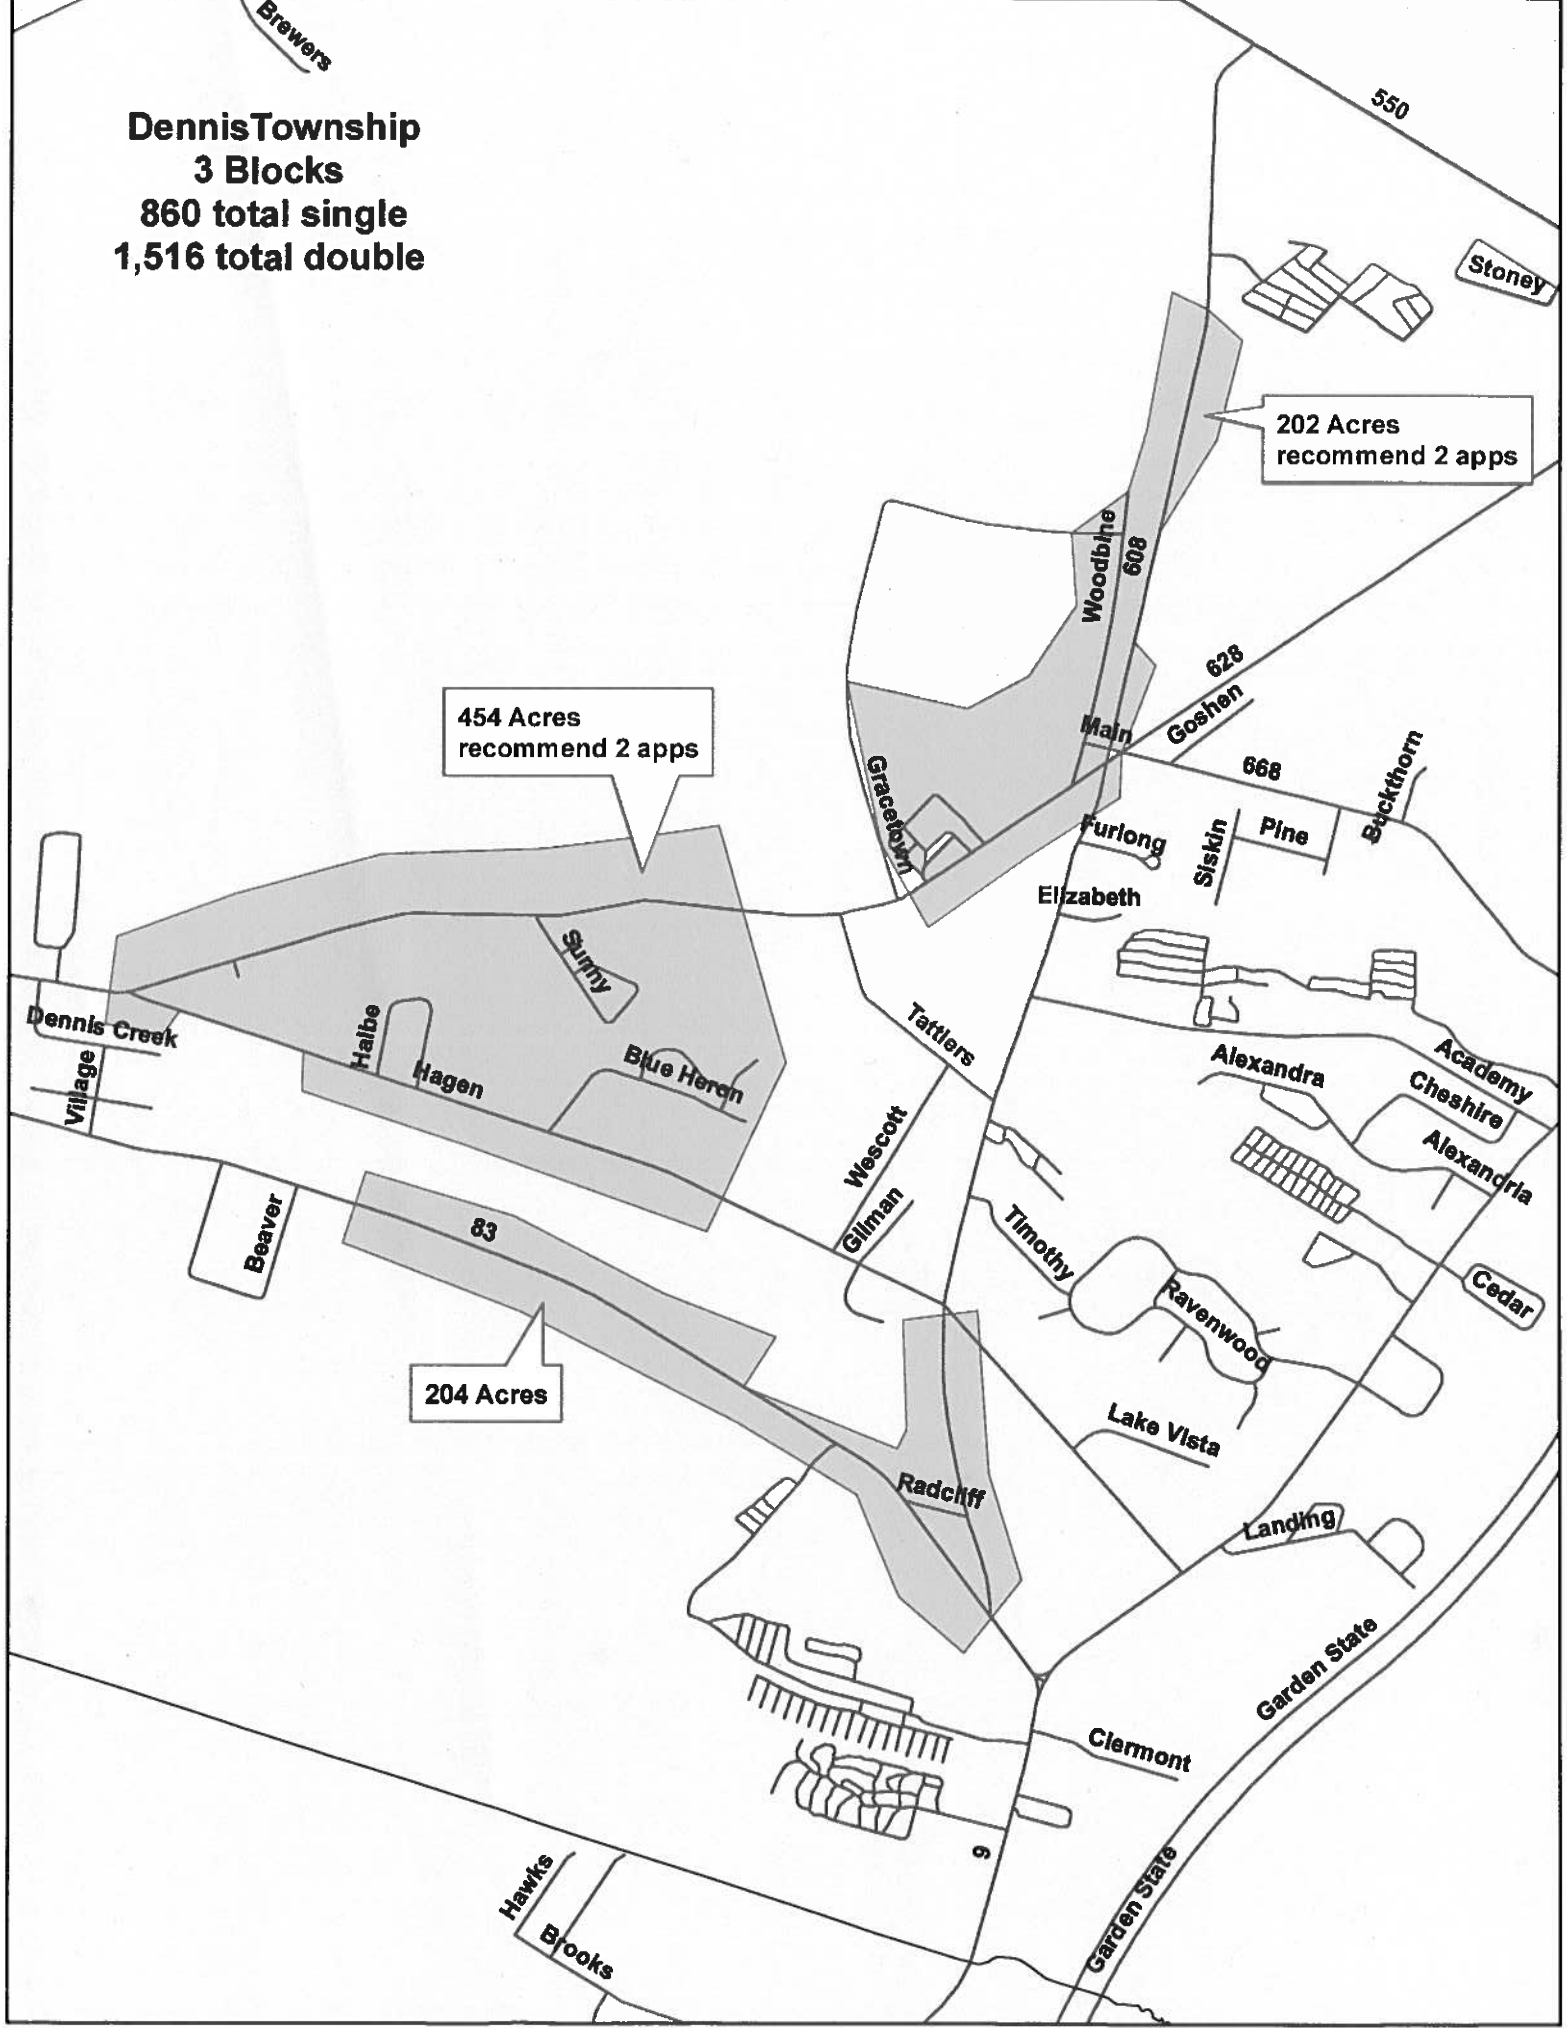 Brewers
DennisTownship
3 Blocks
860 total single
1,516 total double
550
Stoney
202 Acres
recommend 2 apps
Woodbine
608
628
Goshen
Main
668
Buckthorn
454 Acres
recommend 2 apps
Gracetown
Furlong
Siskin
Pine
Elizabeth
Sunny
Dennis Creek
Halbe
Hagen
Blue Heron
Village
Tattlers
Academy
Alexandra
Cheshire
Alexandria
Wescott
Gilman
Beaver
83
Timothy
Ravenwood
Cedar
204 Acres
Lake Vista
Radcliff
Landing
Garden State
Clermont
9
Garden State
Hawks
Brooks